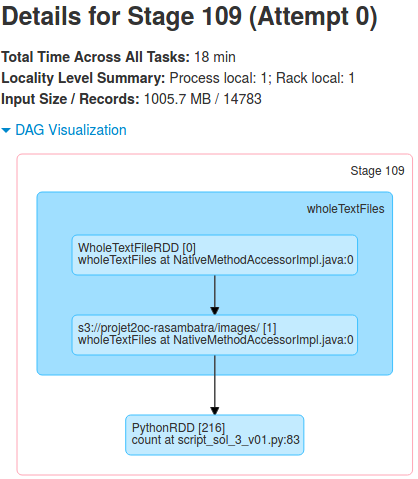 Details for Stage 109 (Attempt 0)
Total Time Across All Tasks: 18 min
Locality Level Summary: Process local: 1; Rack local: 1
Input Size / Records: 1005.7 MB / 14783
DAG Visualization
Stage 109
wholeTextFiles
WholeTextFileRDD [0]
wholeTextFiles at NativeMethodAccessorImpl.java:0
s3://projet2oc-rasambatra/images/ [1]
wholeTextFiles at NativeMethodAccessorImpl.java:0
PythonRDD [216]
count at script_sol_3_v01.py:83